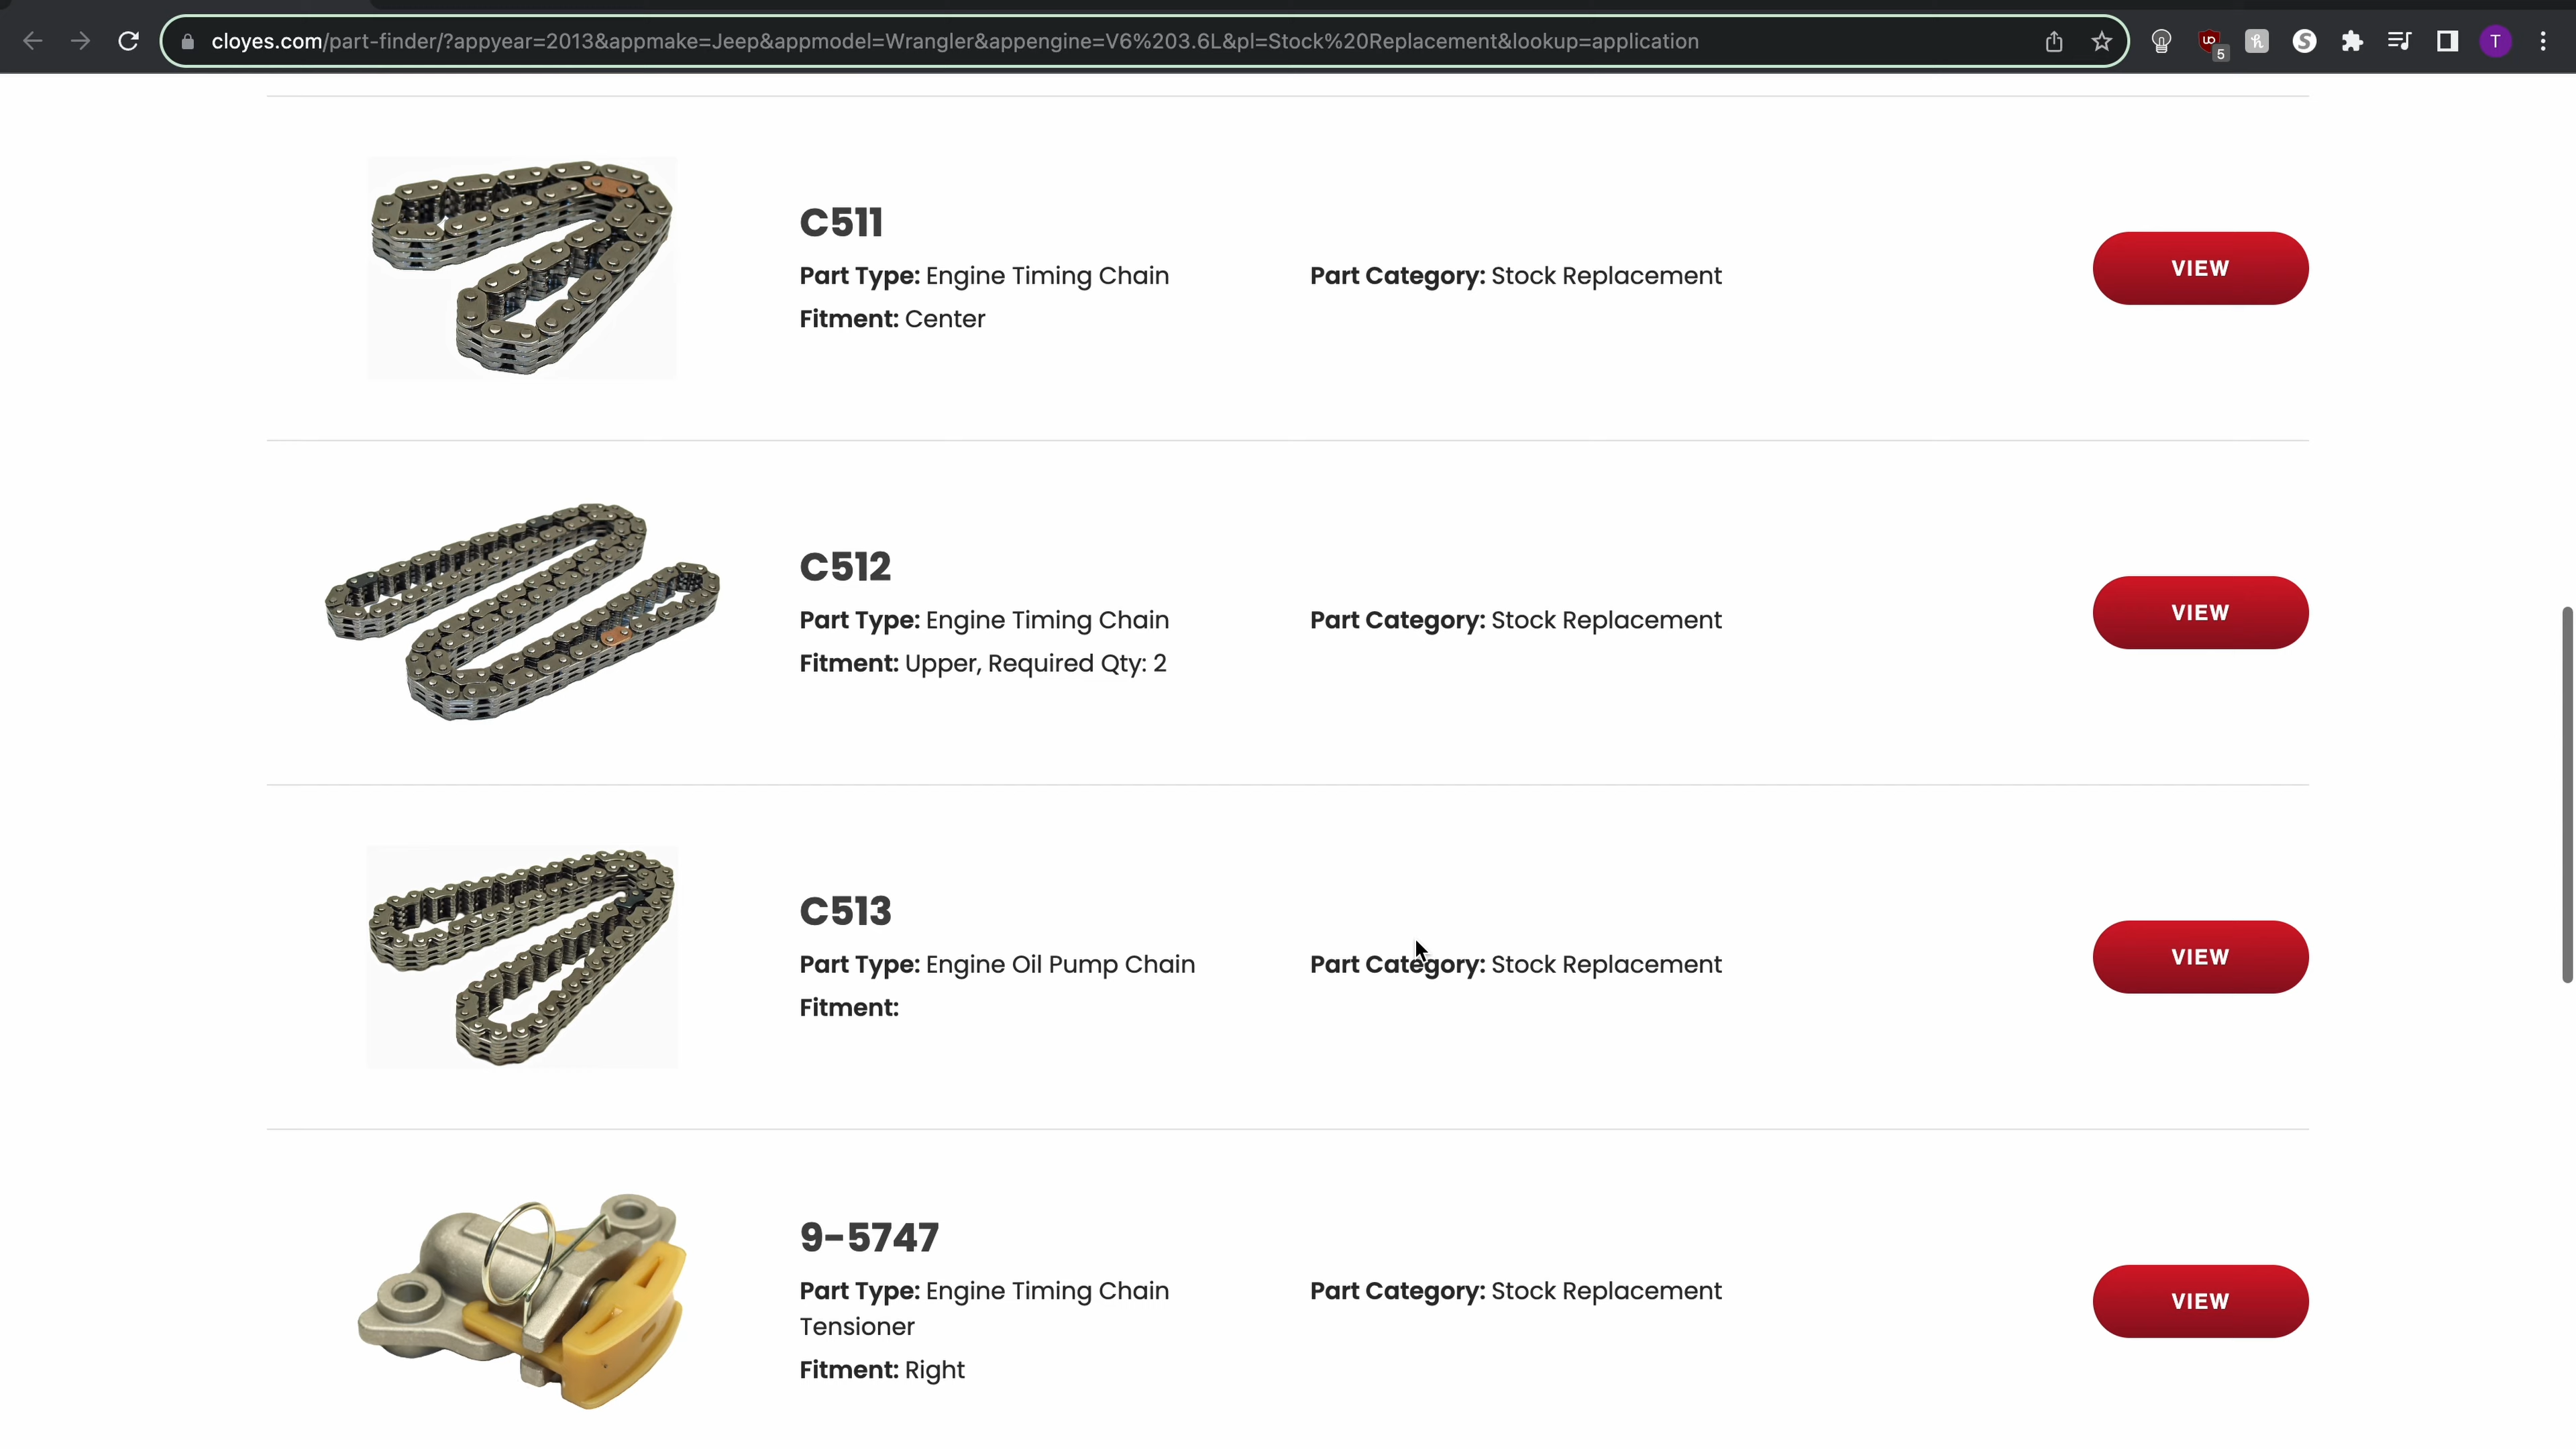 cloyes.com/part-finder/?appyear=2013&appmake=Jeep&appmodel=Wrangler&appengine=V6%203.6L&pl=Stock%20Replacement&lookup=application
5
T
C511
Part Type: Engine Timing Chain
Part Category: Stock Replacement
Fitment: Center
VIEW
C512
Part Type: Engine Timing Chain
Part Category: Stock Replacement
Fitment: Upper, Required Qty: 2
VIEW
C513
Part Type: Engine Oil Pump Chain
Part Category: Stock Replacement
Fitment:
VIEW
9-5747
Part Type: Engine Timing Chain
Tensioner
Part Category: Stock Replacement
Fitment: Right
VIEW